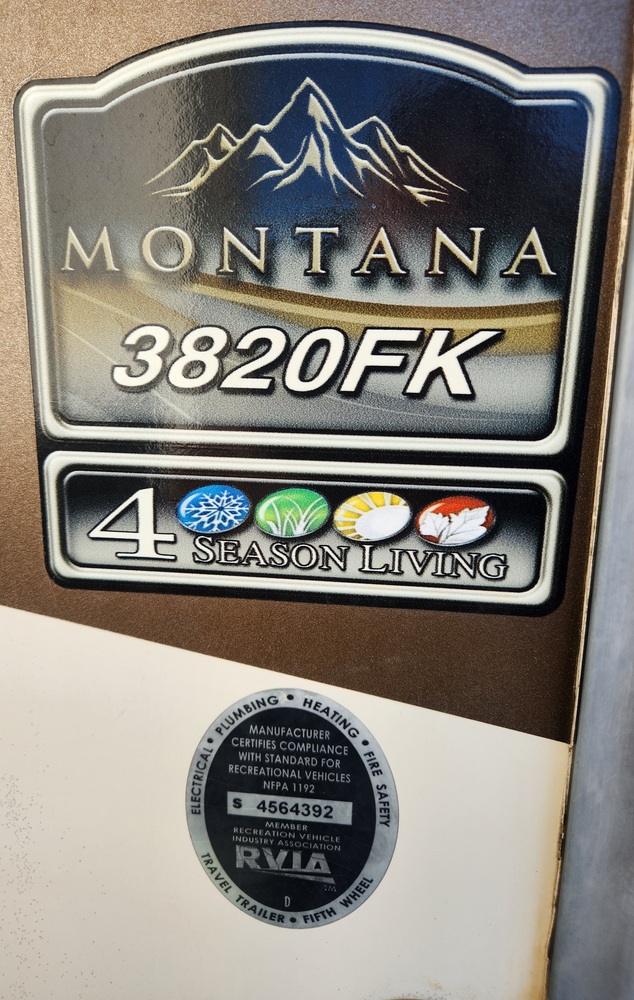 MONTANA
3820FK
4 SEASON LIVING
ELECTRICAL • PLUMBING • HEATING • FIRE SAFETY
MANUFACTURER
CERTIFIES COMPLIANCE
WITH STANDARD FOR
RECREATIONAL VEHICLES
NFPA 1192
S 4564392
MEMBER
RECREATION VEHICLE
INDUSTRY ASSOCIATION
RVIA
SM
D
TRAVEL TRAILER • FIFTH WHEEL